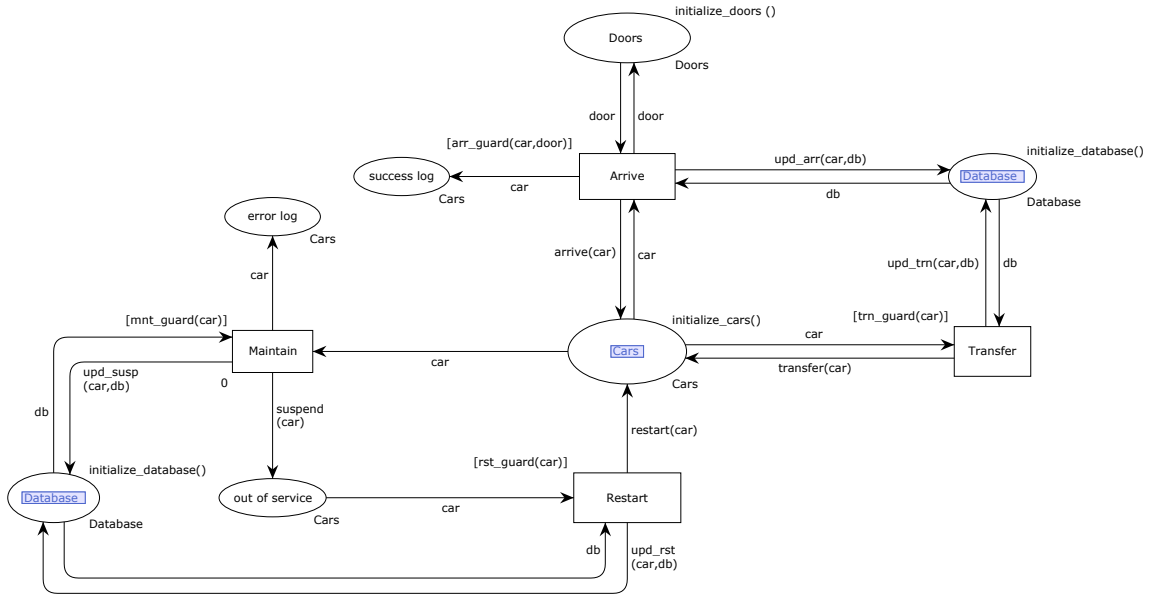 initialize_doors ()
Doors
Doors
door
door
[arr_guard(car,door)]
initialize_database()
upd_arr(car,db)
success log
car
Arrive
Database
db
Cars
Database
error log
Cars
arrive(car)
car
upd_trn(car,db)
db
car
[mnt_guard(car)]
initialize_cars()
[trn_guard(car)]
car
Maintain
car
Cars
Transfer
transfer(car)
upd_susp
(car,db)
0
Cars
db
suspend
(car)
restart(car)
initialize_database()
[rst_guard(car)]
Database
out of service
car
Restart
Database
Cars
db
upd_rst
(car,db)